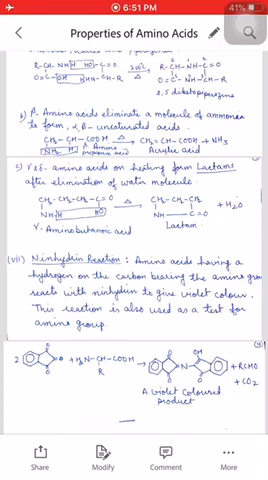 6:51 PM
Properties of Amino Acids
R-CH-NH H HO-C=O 200°C R-CH-NH-C=O
O=C-OH H HN-CH-R Δ O=C-NH-CH-R
2,5 diketopiperazine
b) β-Amino acids eliminate a molecule of ammonia
to form, αβ-unsaturated acids.
CH2-CH-COOH Δ CH2=CH-COOH + NH3
NH2 H β Amino propanoic acid Acrylic acid
c) γ & δ- amino acids on heating form Lactams
after elimination of water molecule.
CH2-CH2-CH2-C=O Δ CH2-CH2-CH2 + H2O
NH-H HO NH — C=O
γ-Aminobutanoic acid Lactam
(vii) Ninhydrin Reaction: Amino acids having a
hydrogen on the carbon bearing the amino grou
reacts with ninhydrin to give violet colour.
This reaction is also used as a test for
amino group.
2 O + H2N-CH-COOH → O N OH + RCHO
R O O + CO2
A violet coloured
product
Share
Modify
Comment
More